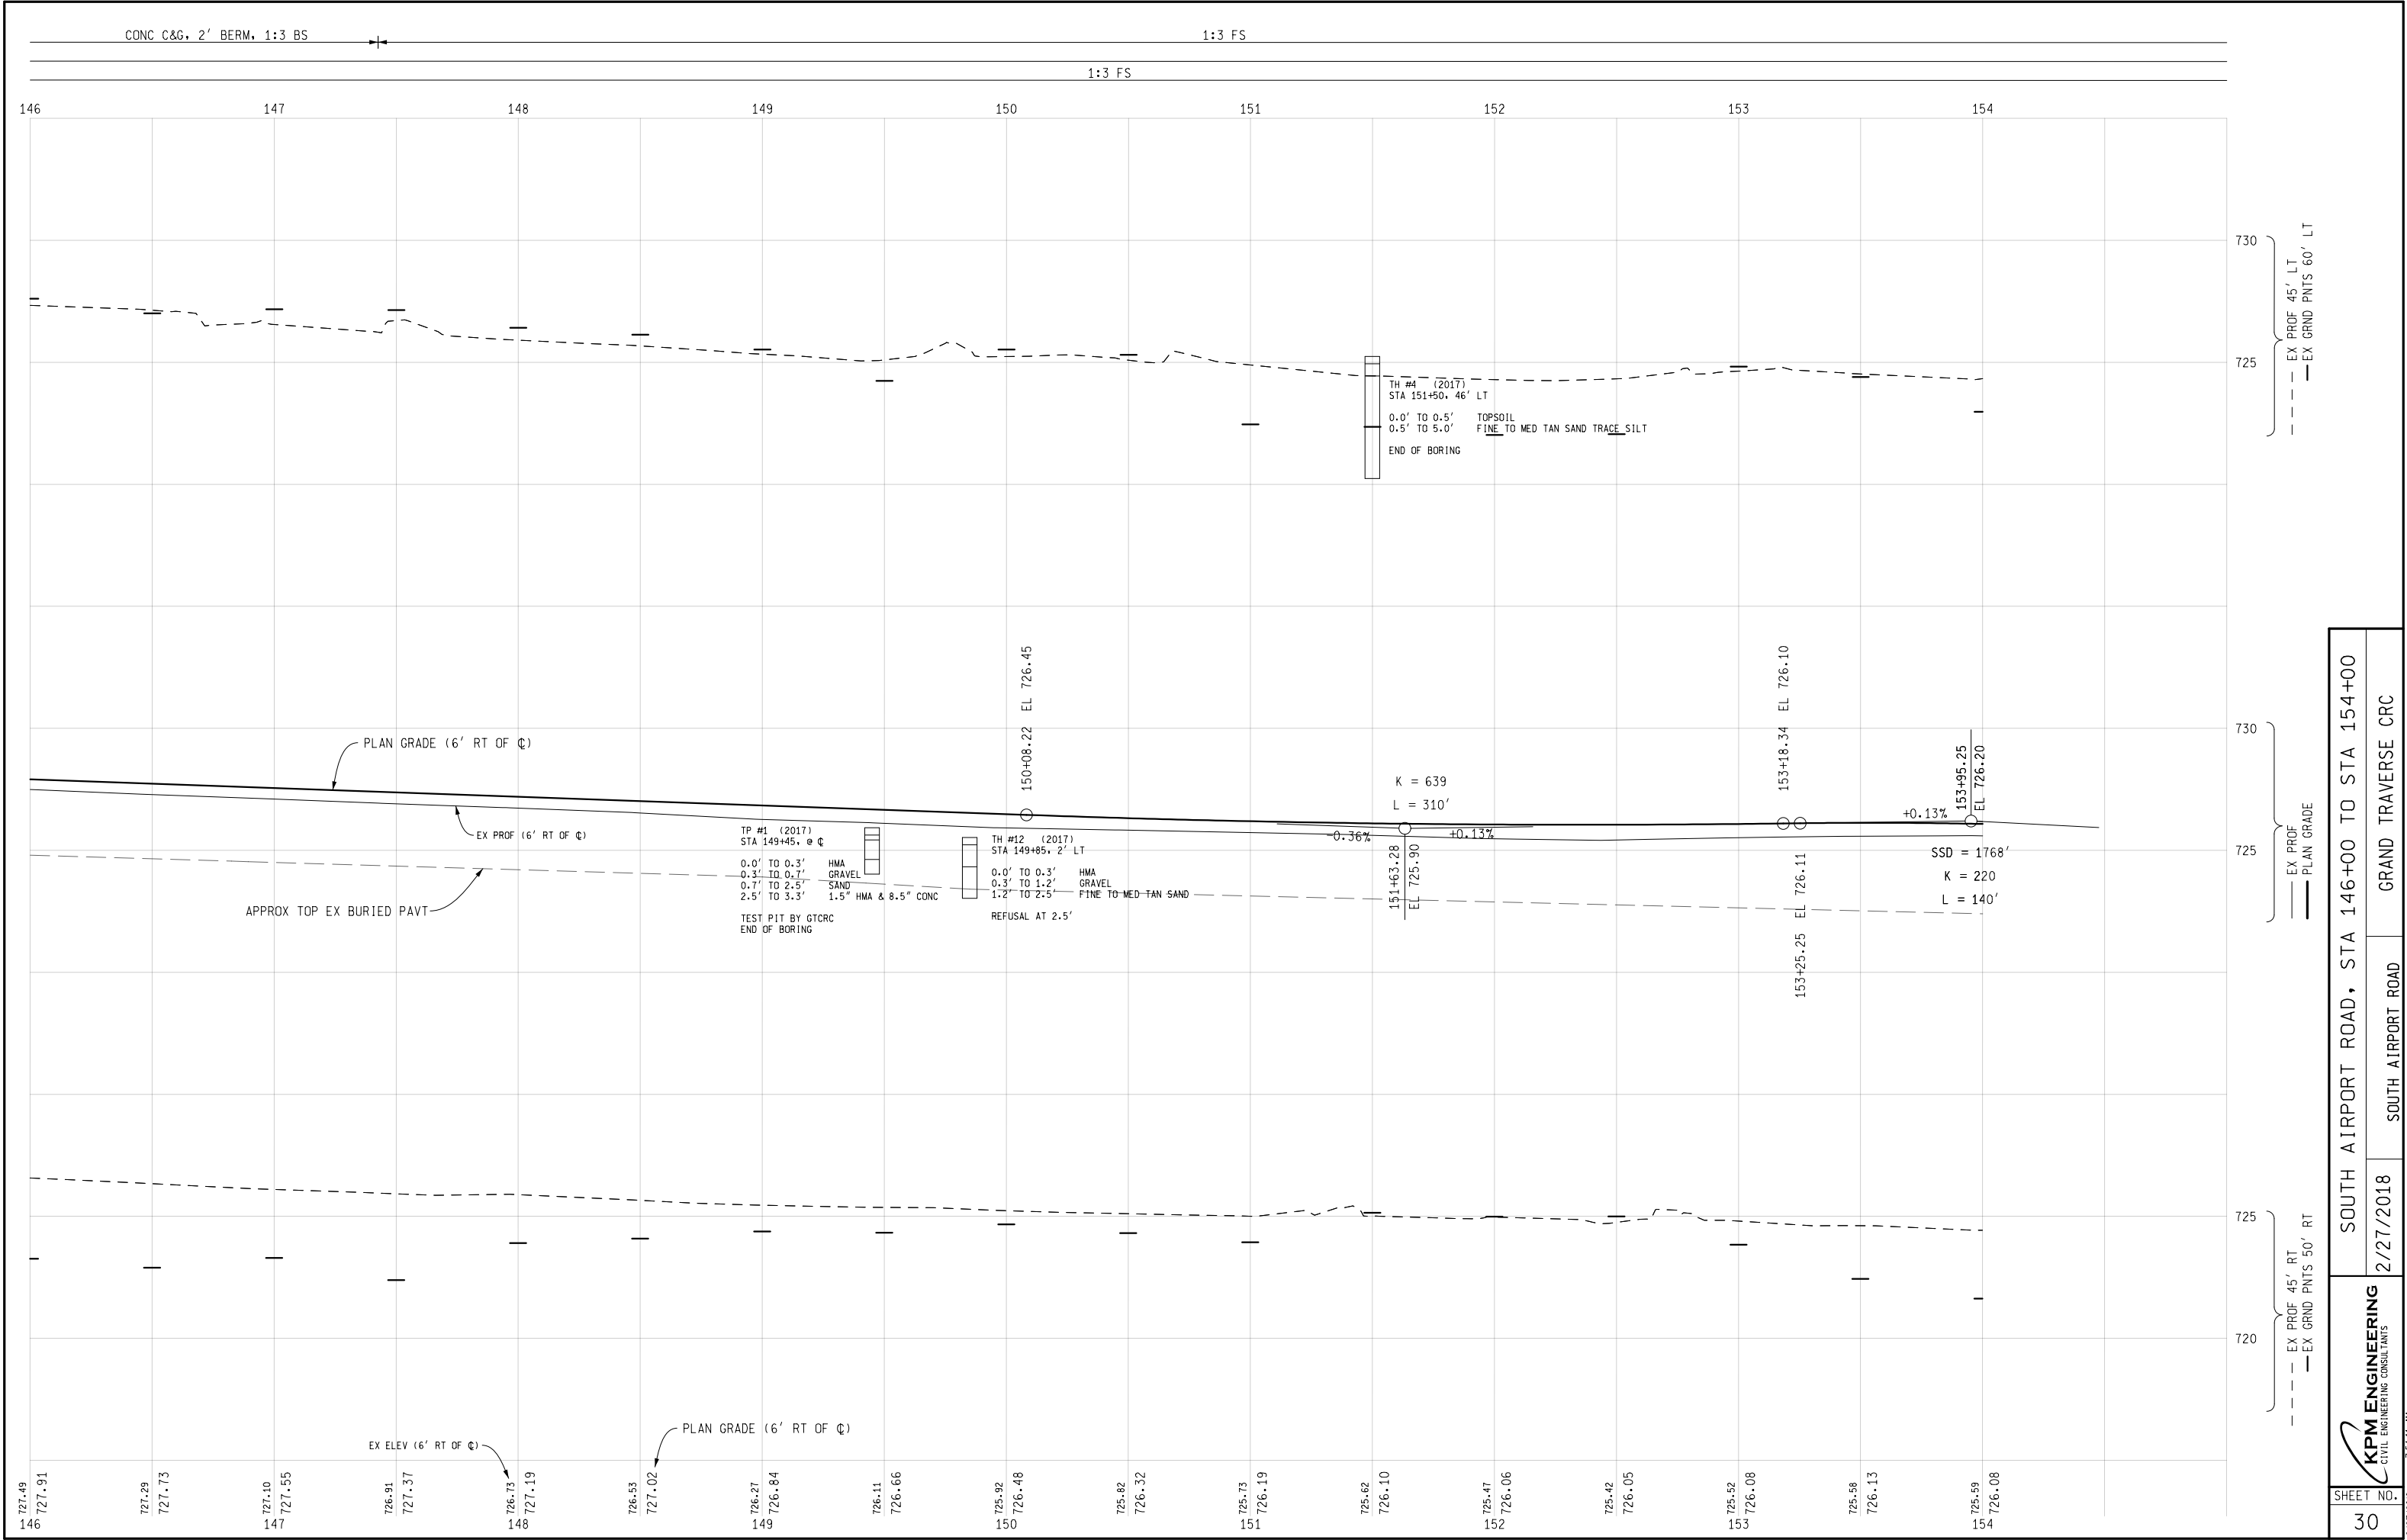 CONC C&G, 2' BERM, 1:3 BS
1:3 FS
1:3 FS
146 147 148 149 150 151 152 153 154
730
725
EX PROF 45' LT
EX GRND PNTS 60' LT
TH #4 (2017)
STA 151+50, 46' LT
0.0' TO 0.5' TOPSOIL
0.5' TO 5.0' FINE TO MED TAN SAND TRACE SILT
END OF BORING
150+08.22 EL 726.45
153+18.34 EL 726.10
153+95.25
EL 726.20
730
PLAN GRADE (6' RT OF ℄)
K = 639
L = 310'
EX PROF (6' RT OF ℄)
-0.36%
+0.13%
+0.13%
151+63.28
EL 725.90
153+25.25 EL 726.11
SSD = 1768'
K = 220
L = 140'
725
EX PROF
PLAN GRADE
APPROX TOP EX BURIED PAVT
TP #1 (2017)
STA 149+45, @ ℄
0.0' TO 0.3' HMA
0.3' TO 0.7' GRAVEL
0.7' TO 2.5' SAND
2.5' TO 3.3' 1.5" HMA & 8.5" CONC
TEST PIT BY GTCRC
END OF BORING
TH #12 (2017)
STA 149+85, 2' LT
0.0' TO 0.3' HMA
0.3' TO 1.2' GRAVEL
1.2' TO 2.5' FINE TO MED TAN SAND
REFUSAL AT 2.5'
725
720
EX PROF 45' RT
EX GRND PNTS 50' RT
EX ELEV (6' RT OF ℄)
PLAN GRADE (6' RT OF ℄)
727.49
727.91
727.29
727.73
727.10
727.55
726.91
727.37
726.73
727.19
726.53
727.02
726.27
726.84
726.11
726.66
725.92
726.48
725.82
726.32
725.73
726.19
725.62
726.10
725.47
726.06
725.42
726.05
725.52
726.08
725.58
726.13
725.59
726.08
146 147 148 149 150 151 152 153 154
SOUTH AIRPORT ROAD, STA 146+00 TO STA 154+00
GRAND TRAVERSE CRC
SOUTH AIRPORT ROAD
2/27/2018
KPM ENGINEERING
CIVIL ENGINEERING CONSULTANTS
SHEET NO.
30